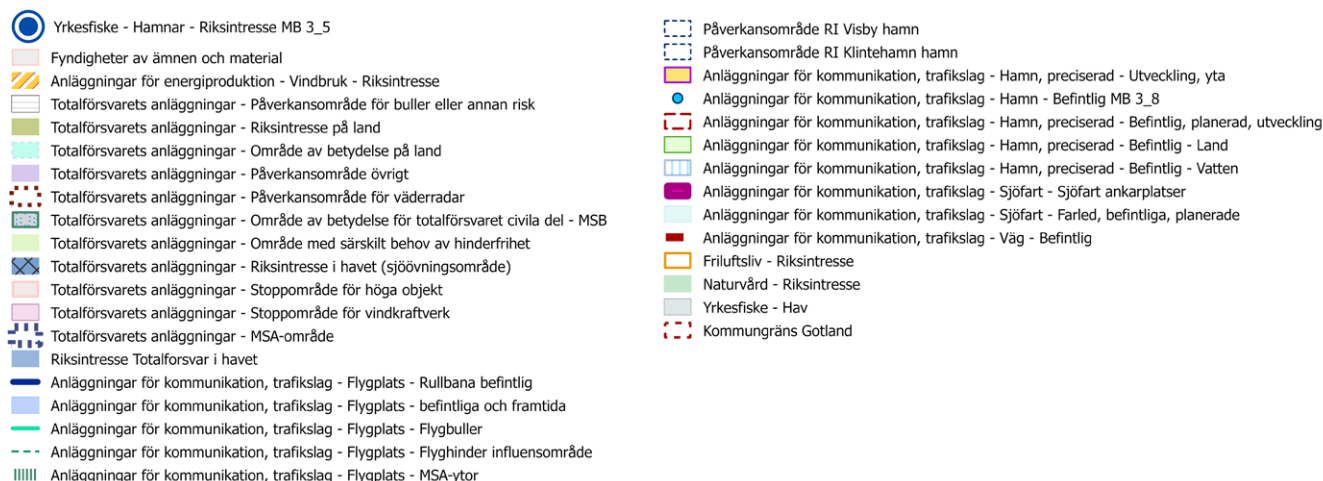 Yrkesfiske - Hamnar - Riksintresse MB 3_5
Fyndigheter av ämnen och material
Anläggningar för energiproduktion - Vindbruk - Riksintresse
Totalförsvarets anläggningar - Påverkansområde för buller eller annan risk
Totalförsvarets anläggningar - Riksintresse på land
Totalförsvarets anläggningar - Område av betydelse på land
Totalförsvarets anläggningar - Påverkansområde övrigt
Totalförsvarets anläggningar - Påverkansområde för väderradar
Totalförsvarets anläggningar - Område av betydelse för totalförsvaret civila del - MSB
Totalförsvarets anläggningar - Område med särskilt behov av hinderfrihet
Totalförsvarets anläggningar - Riksintresse i havet (sjöövningsområde)
Totalförsvarets anläggningar - Stoppområde för höga objekt
Totalförsvarets anläggningar - Stoppområde för vindkraftverk
Totalförsvarets anläggningar - MSA-område
Riksintresse Totalforsvar i havet
Anläggningar för kommunikation, trafikslag - Flygplats - Rullbana befintlig
Anläggningar för kommunikation, trafikslag - Flygplats - befintliga och framtida
Anläggningar för kommunikation, trafikslag - Flygplats - Flygbuller
Anläggningar för kommunikation, trafikslag - Flygplats - Flyghinder influensområde
Anläggningar för kommunikation, trafikslag - Flygplats - MSA-ytor
Påverkansområde RI Visby hamn
Påverkansområde RI Klintehamn hamn
Anläggningar för kommunikation, trafikslag - Hamn, preciserad - Utveckling, yta
Anläggningar för kommunikation, trafikslag - Hamn - Befintlig MB 3_8
Anläggningar för kommunikation, trafikslag - Hamn, preciserad - Befintlig, planerad, utveckling
Anläggningar för kommunikation, trafikslag - Hamn, preciserad - Befintlig - Land
Anläggningar för kommunikation, trafikslag - Hamn, preciserad - Befintlig - Vatten
Anläggningar för kommunikation, trafikslag - Sjöfart - Sjöfart ankarplatser
Anläggningar för kommunikation, trafikslag - Sjöfart - Farled, befintliga, planerade
Anläggningar för kommunikation, trafikslag - Väg - Befintlig
Friluftsliv - Riksintresse
Naturvård - Riksintresse
Yrkesfiske - Hav
Kommungräns Gotland